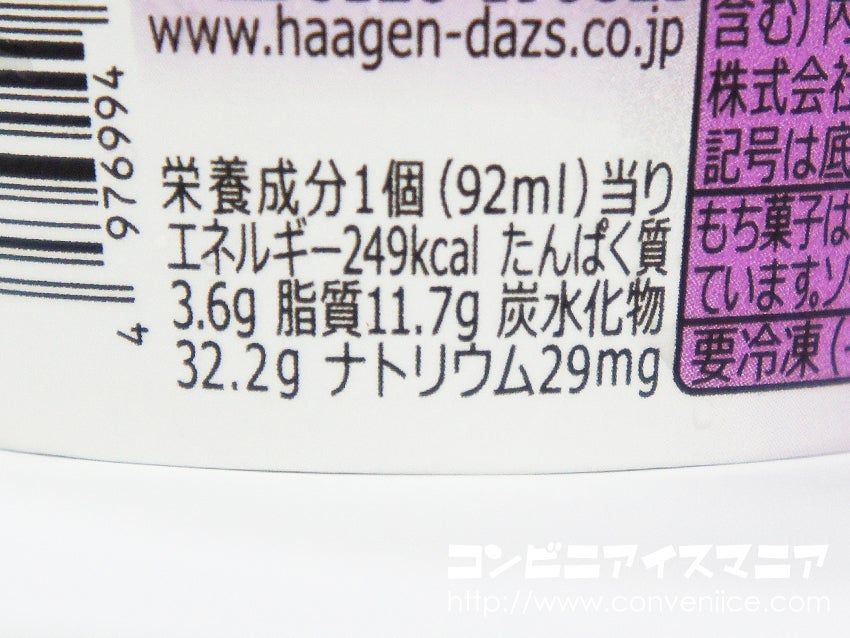 www.haagen-dazs.co.jp
栄養成分1個(92ml)当り
エネルギー249kcal たんぱく質
3.6g 脂質11.7g 炭水化物
32.2g ナトリウム29mg
4
976994
含む)内
株式会社
記号は底
もち菓子は
ています。ソ
要冷凍(-
コンビニアイスマニア
http://www.conveniice.com